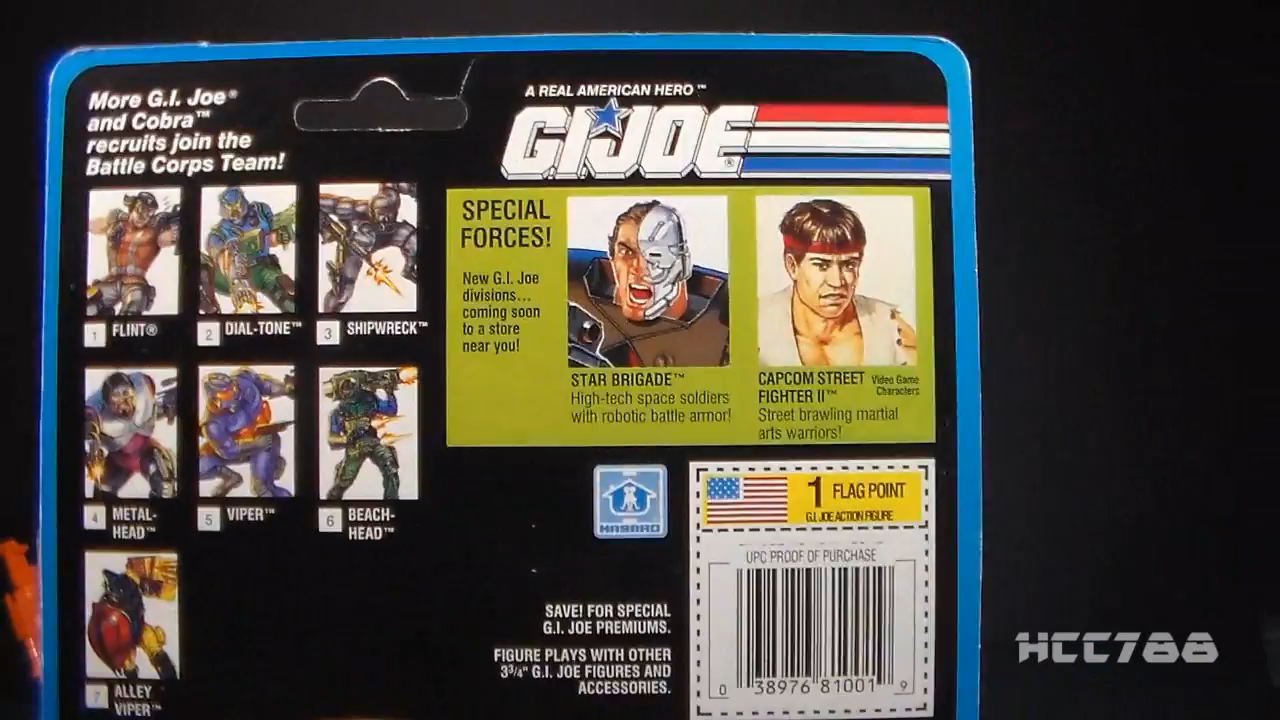 More G.I. Joe®
and Cobra™
recruits join the
Battle Corps Team!
A REAL AMERICAN HERO™
G.I. JOE®
1 FLINT®
2 DIAL-TONE™
3 SHIPWRECK™
4 METAL-
HEAD™
5 VIPER™
6 BEACH-
HEAD™
7 ALLEY
VIPER™
SPECIAL
FORCES!
New G.I. Joe
divisions...
coming soon
to a store
near you!
STAR BRIGADE™
High-tech space soldiers
with robotic battle armor!
CAPCOM STREET
FIGHTER II™
Video Game
Characters
Street brawling martial
arts warriors!
HASBRO
1 FLAG POINT
G.I. JOE ACTION FIGURE
UPC PROOF OF PURCHASE
0 38976 81001 9
SAVE! FOR SPECIAL
G.I. JOE PREMIUMS.
FIGURE PLAYS WITH OTHER
3¾" G.I. JOE FIGURES AND
ACCESSORIES.
HCC788